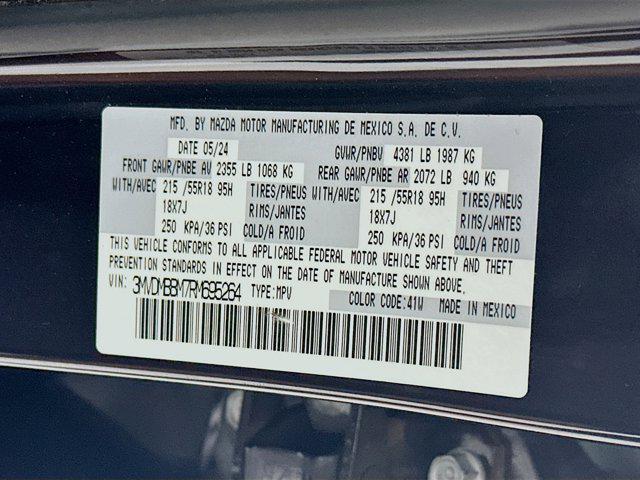 MFD. BY MAZDA MOTOR MANUFACTURING DE MEXICO S.A. DE C.V.
DATE 05/24 GVWR/PNBV 4381 LB 1987 KG
FRONT GAWR/PNBE AV 2355 LB 1068 KG REAR GAWR/PNBE AR 2072 LB 940 KG
WITH/AVEC 215 /55R18 95H TIRES/PNEUS WITH/AVEC 215 /55R18 95H TIRES/PNEUS
18X7J RIMS/JANTES 18X7J RIMS/JANTES
250 KPA/36 PSI COLD/A FROID 250 KPA/36 PSI COLD/A FROID
THIS VEHICLE CONFORMS TO ALL APPLICABLE FEDERAL MOTOR VEHICLE SAFETY AND THEFT
PREVENTION STANDARDS IN EFFECT ON THE DATE OF MANUFACTURE SHOWN ABOVE.
VIN: 3MVDMBBM7RM695264 TYPE:MPV
COLOR CODE:41W MADE IN MEXICO